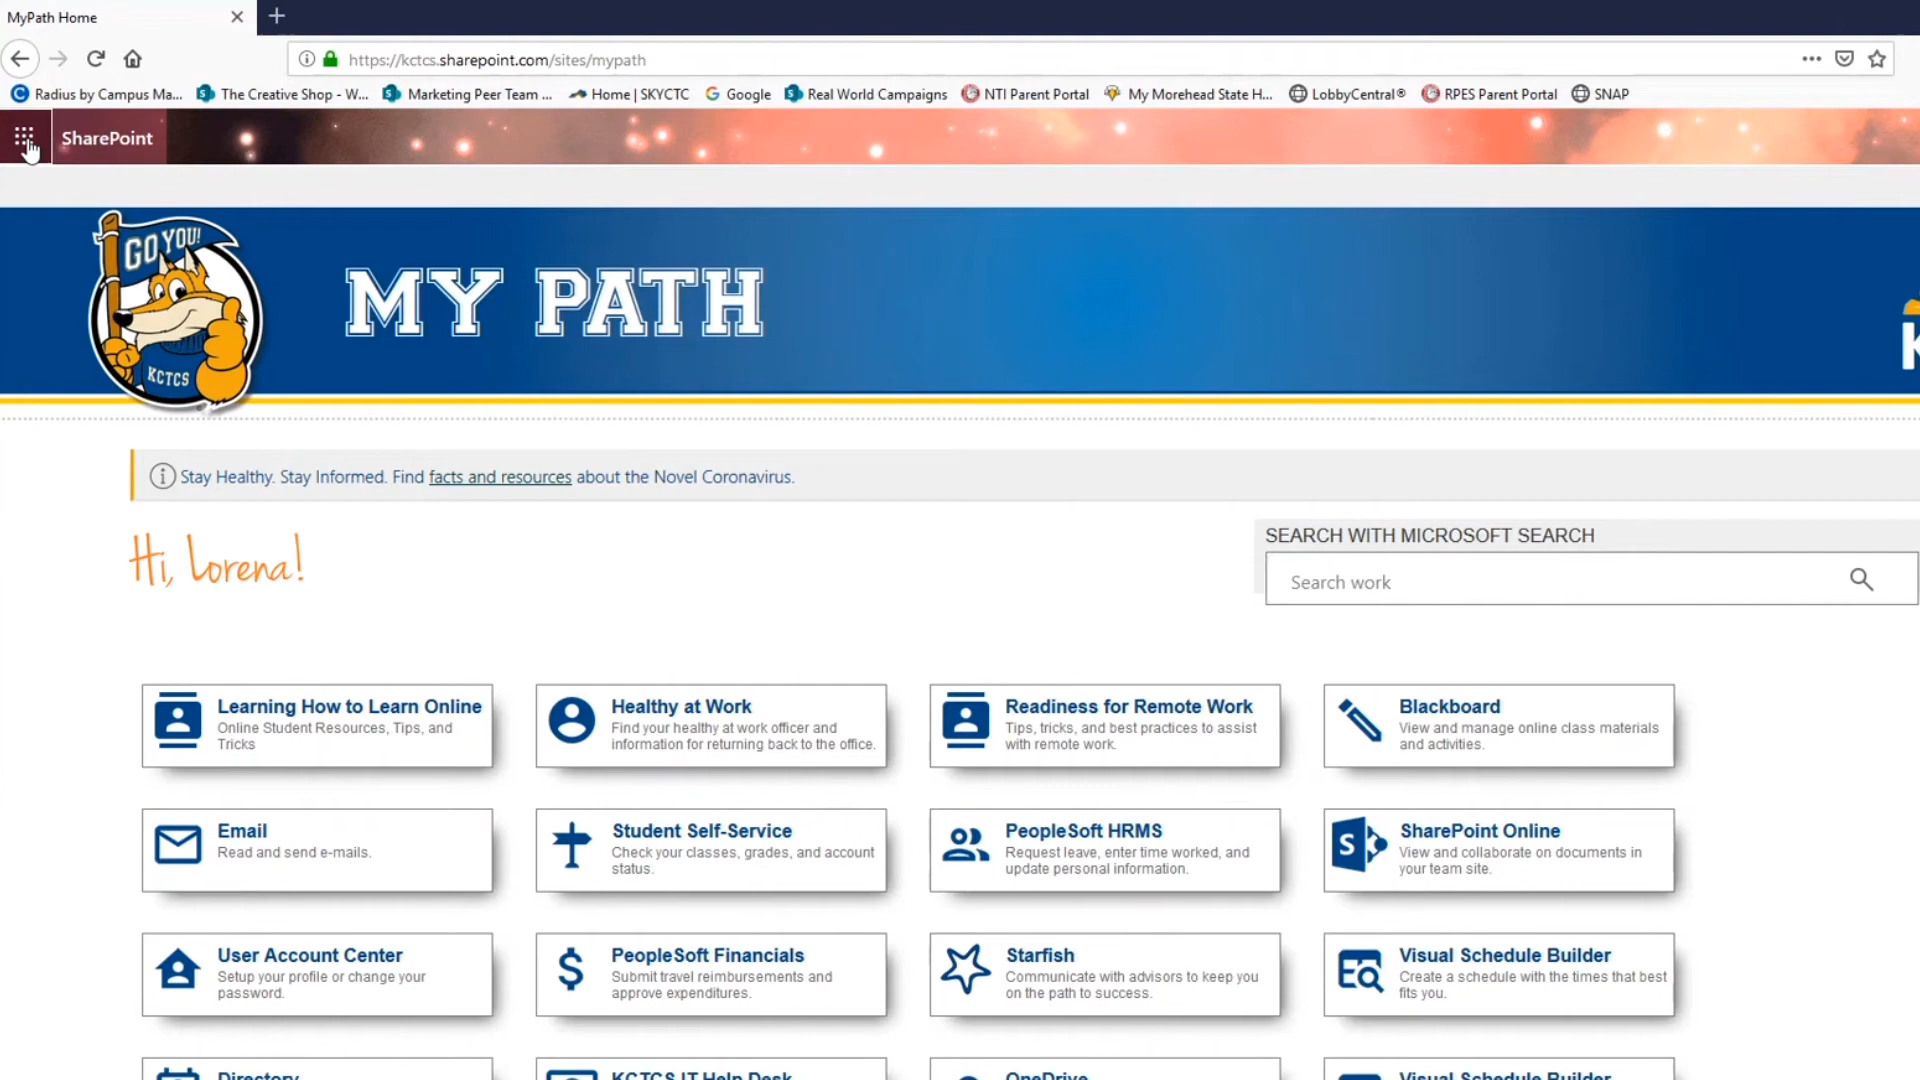 MyPath Home
https://kctcs.sharepoint.com/sites/mypath
Radius by Campus Ma... The Creative Shop - W... Marketing Peer Team ... Home | SKYCTC Google Real World Campaigns NTI Parent Portal My Morehead State H... LobbyCentral® RPES Parent Portal SNAP
SharePoint
GO YOU!
KCTCS
MY PATH
Stay Healthy. Stay Informed. Find facts and resources about the Novel Coronavirus.
Hi, Lorena!
SEARCH WITH MICROSOFT SEARCH
Search work
Learning How to Learn Online
Online Student Resources, Tips, and
Tricks
Healthy at Work
Find your healthy at work officer and
information for returning back to the office.
Readiness for Remote Work
Tips, tricks, and best practices to assist
with remote work.
Blackboard
View and manage online class materials
and activities.
Email
Read and send e-mails.
Student Self-Service
Check your classes, grades, and account
status.
PeopleSoft HRMS
Request leave, enter time worked, and
update personal information.
SharePoint Online
View and collaborate on documents in
your team site.
User Account Center
Setup your profile or change your
password.
PeopleSoft Financials
Submit travel reimbursements and
approve expenditures.
Starfish
Communicate with advisors to keep you
on the path to success.
Visual Schedule Builder
Create a schedule with the times that best
fits you.
Directory
KCTCS IT Help Desk
OneDrive
Visual Schedule Builder